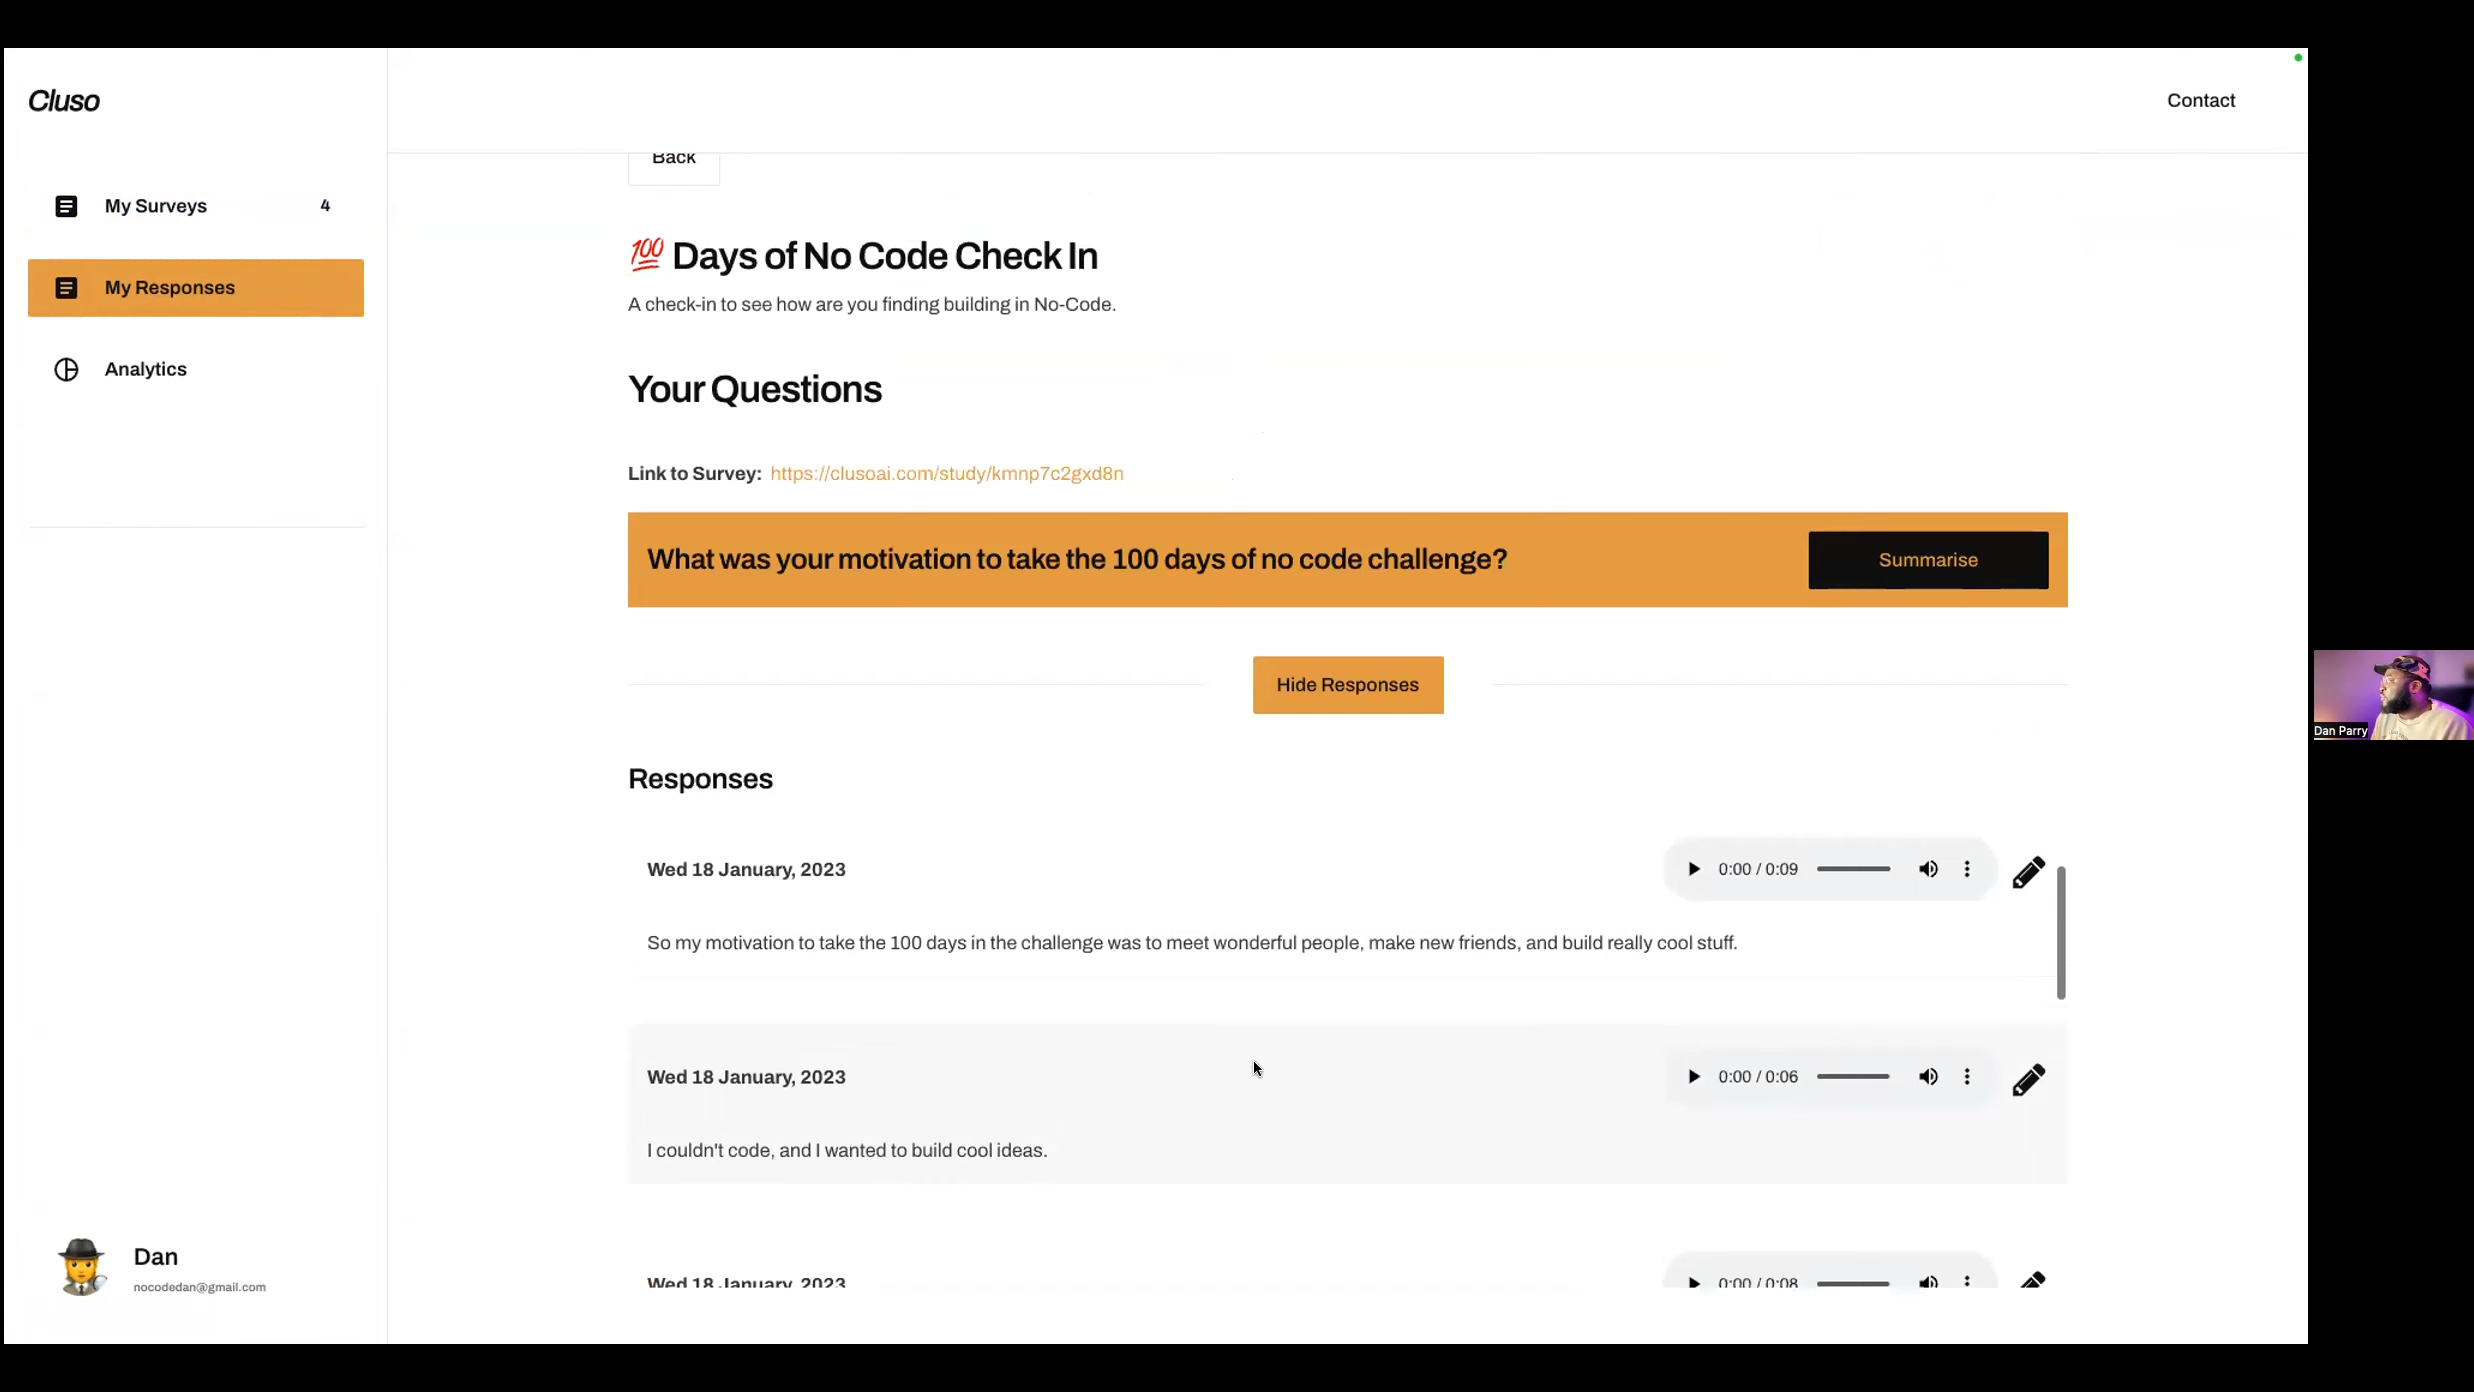 Cluso
Contact
My Surveys 4
My Responses
Analytics
Back
💯 Days of No Code Check In
A check-in to see how are you finding building in No-Code.
Your Questions
Link to Survey: https://clusoai.com/study/kmnp7c2gxd8n
What was your motivation to take the 100 days of no code challenge?
Summarise
Hide Responses
Responses
Wed 18 January, 2023
0:00 / 0:09
So my motivation to take the 100 days in the challenge was to meet wonderful people, make new friends, and build really cool stuff.
Wed 18 January, 2023
0:00 / 0:06
I couldn't code, and I wanted to build cool ideas.
Wed 18 January, 2023
0:00 / 0:08
Dan
nocodedan@gmail.com
Dan Parry